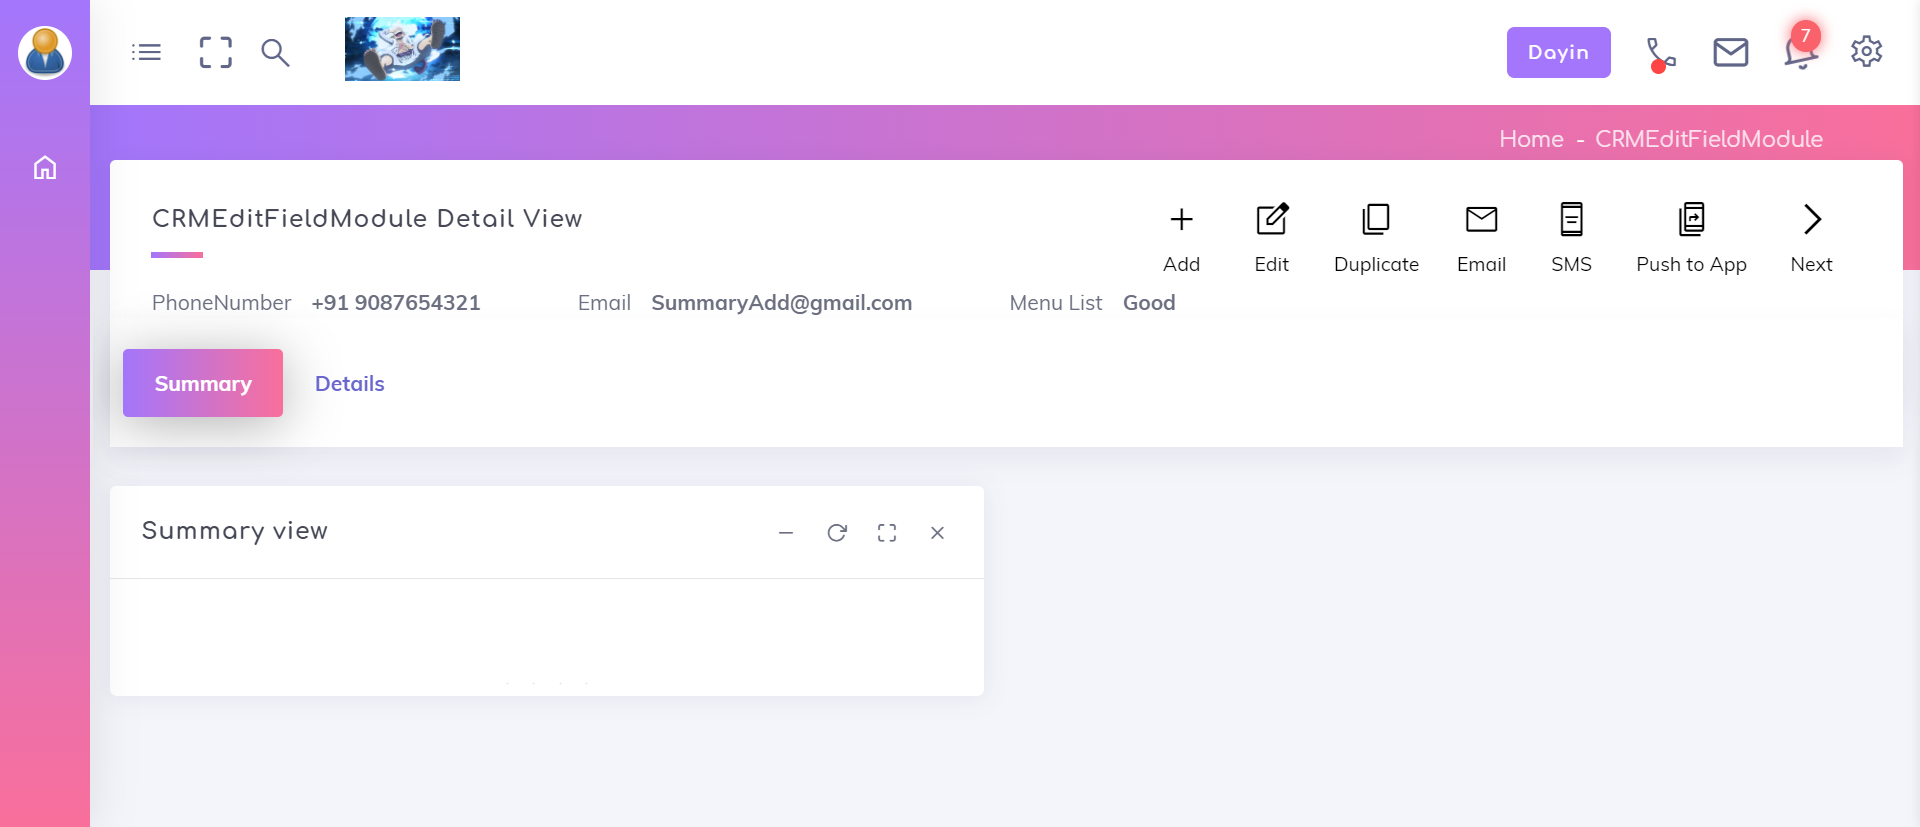 Dayin
7
Home - CRMEditFieldModule
CRMEditFieldModule Detail View
Add Edit Duplicate Email SMS Push to App Next
PhoneNumber +91 9087654321 Email SummaryAdd@gmail.com Menu List Good
Summary Details
Summary view